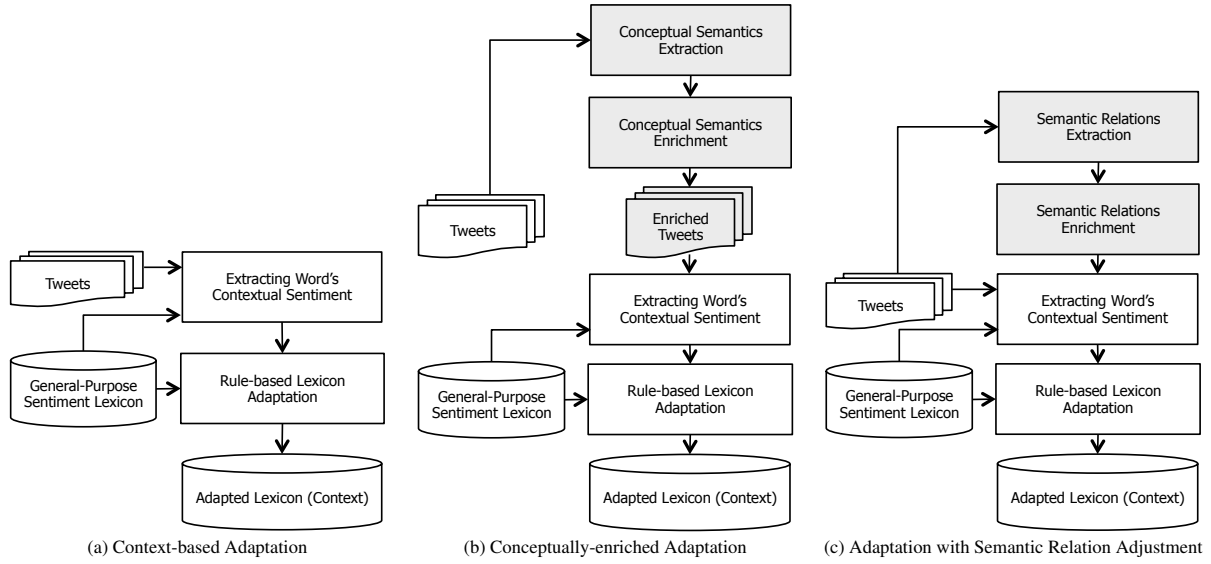 Tweets
Extracting Word's
Contextual Sentiment
General-Purpose
Sentiment Lexicon
Rule-based Lexicon
Adaptation
Adapted Lexicon (Context)
(a) Context-based Adaptation
Conceptual Semantics
Extraction
Conceptual Semantics
Enrichment
Tweets
Enriched
Tweets
Extracting Word's
Contextual Sentiment
General-Purpose
Sentiment Lexicon
Rule-based Lexicon
Adaptation
Adapted Lexicon (Context)
(b) Conceptually-enriched Adaptation
Semantic Relations
Extraction
Semantic Relations
Enrichment
Tweets
Extracting Word's
Contextual Sentiment
General-Purpose
Sentiment Lexicon
Rule-based Lexicon
Adaptation
Adapted Lexicon (Context)
(c) Adaptation with Semantic Relation Adjustment